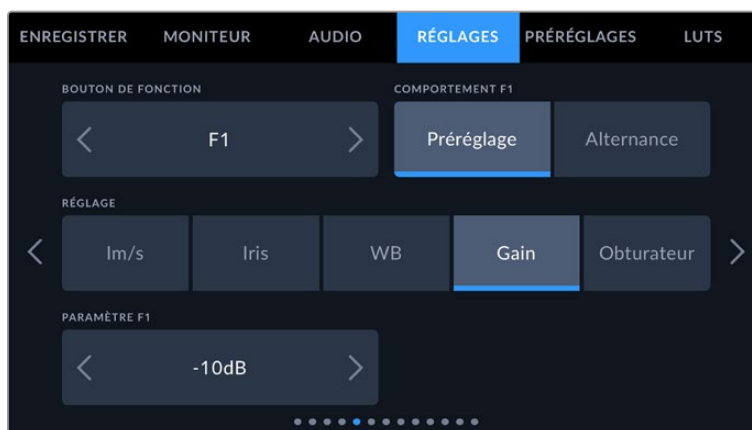 ENREGISTRER MONITEUR AUDIO RÉGLAGES PRÉRÉGLAGES LUTS
BOUTON DE FONCTION COMPORTEMENT F1
F1 Préréglage Alternance
RÉGLAGE
Im/s Iris WB Gain Obturateur
PARAMÈTRE F1
-10dB